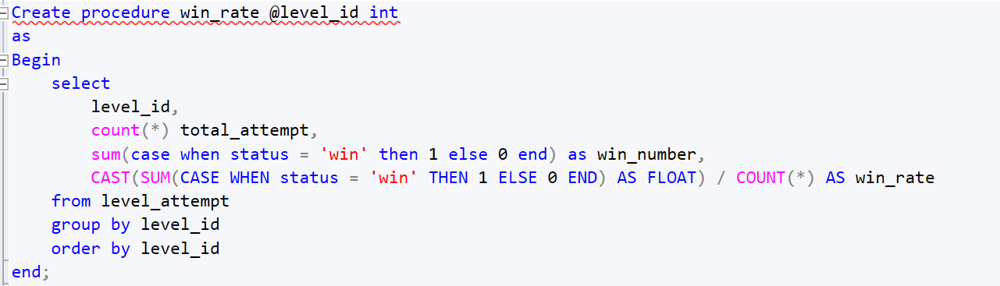 Create procedure win_rate @level_id int
as
Begin
select
level_id,
count(*) total_attempt,
sum(case when status = 'win' then 1 else 0 end) as win_number,
CAST(SUM(CASE WHEN status = 'win' THEN 1 ELSE 0 END) AS FLOAT) / COUNT(*) AS win_rate
from level_attempt
group by level_id
order by level_id
end;